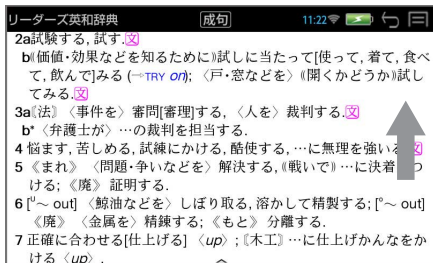 リーダーズ英和辞典 成句 11:22
2a試験する, 試す.文
b《価値・効果などを知るために》試しに当たって[使って, 着て, 食べ
て, 飲んで]みる (→TRY on); 〈戸・窓などを〉《開くかどうか》試し
てみる.文
3a〖法〗〈事件を〉審問[審理]する, 〈人を〉裁判する.文
b*〈弁護士が〉…の裁判を担当する.
4 悩ます, 苦しめる, 試練にかける, 酷使する, …に無理を強いる.文
5 《まれ》〈問題・争いなどを〉解決する, 《戦いで》…に決着
ける; 《廃》証明する.
6 [ᵁ~ out] 〈鯨油などを〉しぼり取る, 溶かして精製する; [°~ out]
《廃》〈金属を〉精錬する; 《もと》分離する.
7 正確に合わせる[仕上げる] 〈up〉; 〖木工〗…に仕上げかんなをか
ける〈up〉.